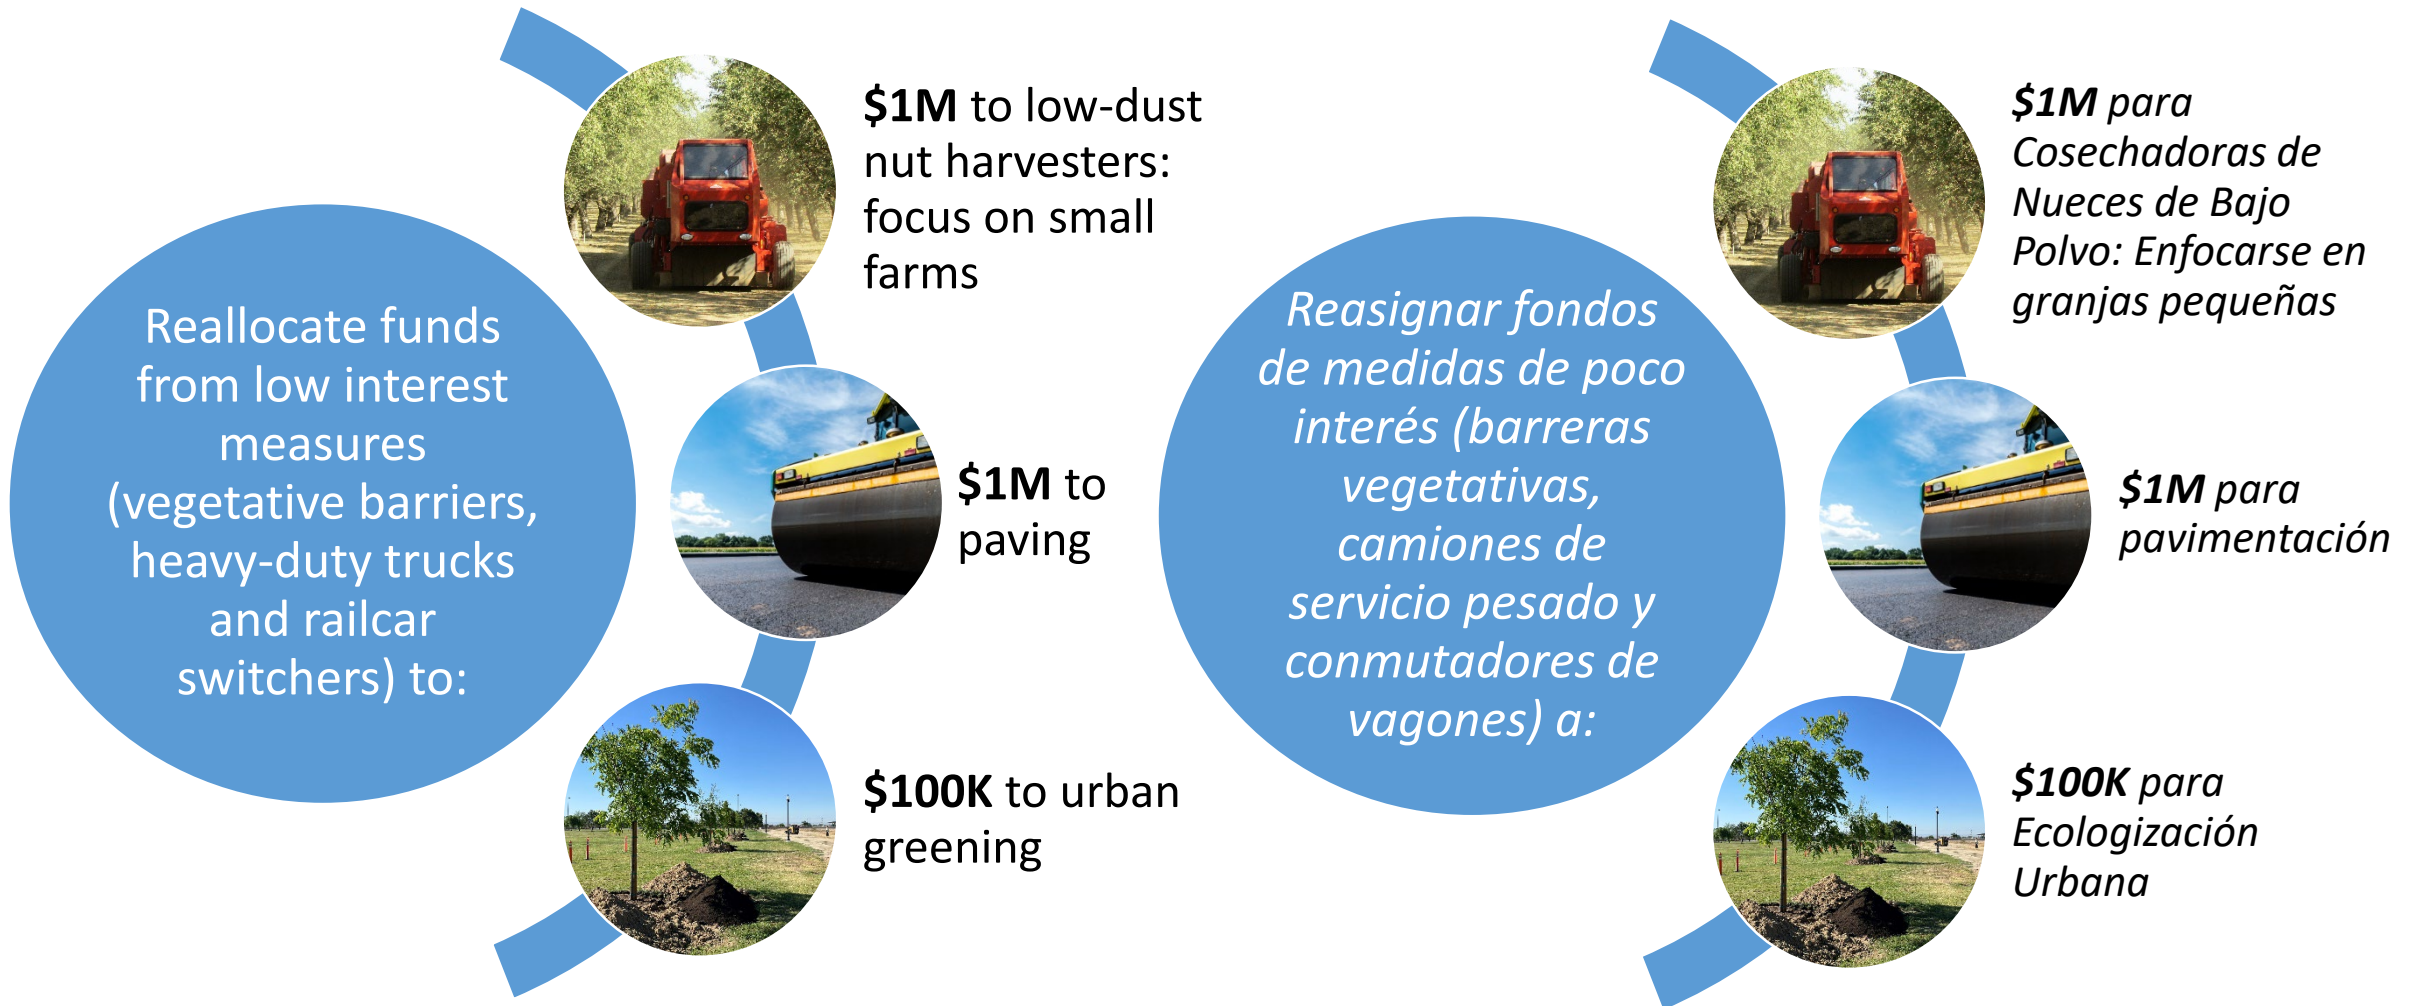 Reallocate funds
from low interest
measures
(vegetative barriers,
heavy-duty trucks
and railcar
switchers) to:
$1M to low-dust
nut harvesters:
focus on small
farms
$1M to
paving
$100K to urban
greening
Reasignar fondos
de medidas de poco
interés (barreras
vegetativas,
camiones de
servicio pesado y
conmutadores de
vagones) a:
$1M para
Cosechadoras de
Nueces de Bajo
Polvo: Enfocarse en
granjas pequeñas
$1M para
pavimentación
$100K para
Ecologización
Urbana